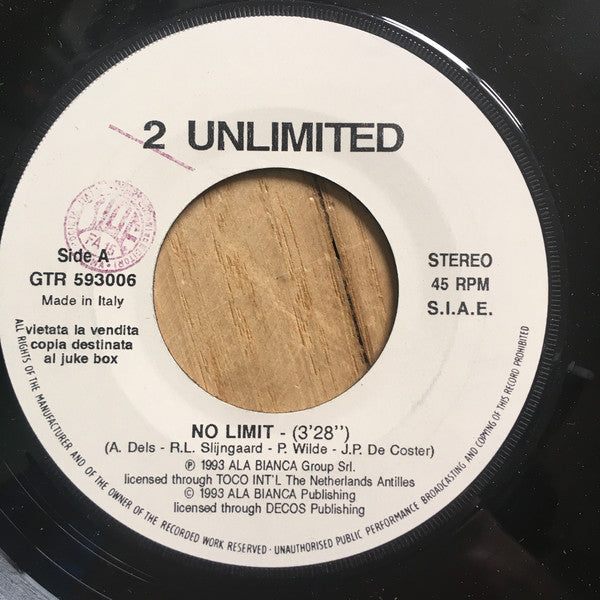 2 UNLIMITED
Side A
GTR 593006
Made in Italy
vietata la vendita
copia destinata
al juke box
STEREO
45 RPM
S.I.A.E.
NO LIMIT - (3'28")
(A. Dels - R.L. Slijngaard - P. Wilde - J.P. De Coster)
℗ 1993 ALA BIANCA Group Srl.
licensed through TOCO INT'L The Netherlands Antilles
© 1993 ALA BIANCA Publishing
licensed through DECOS Publishing
ALL RIGHTS OF THE MANUFACTURER AND OF THE OWNER OF THE RECORDED WORK RESERVED · UNAUTHORISED PUBLIC PERFORMANCE BROADCASTING AND COPYING OF THIS RECORD PROHIBITED